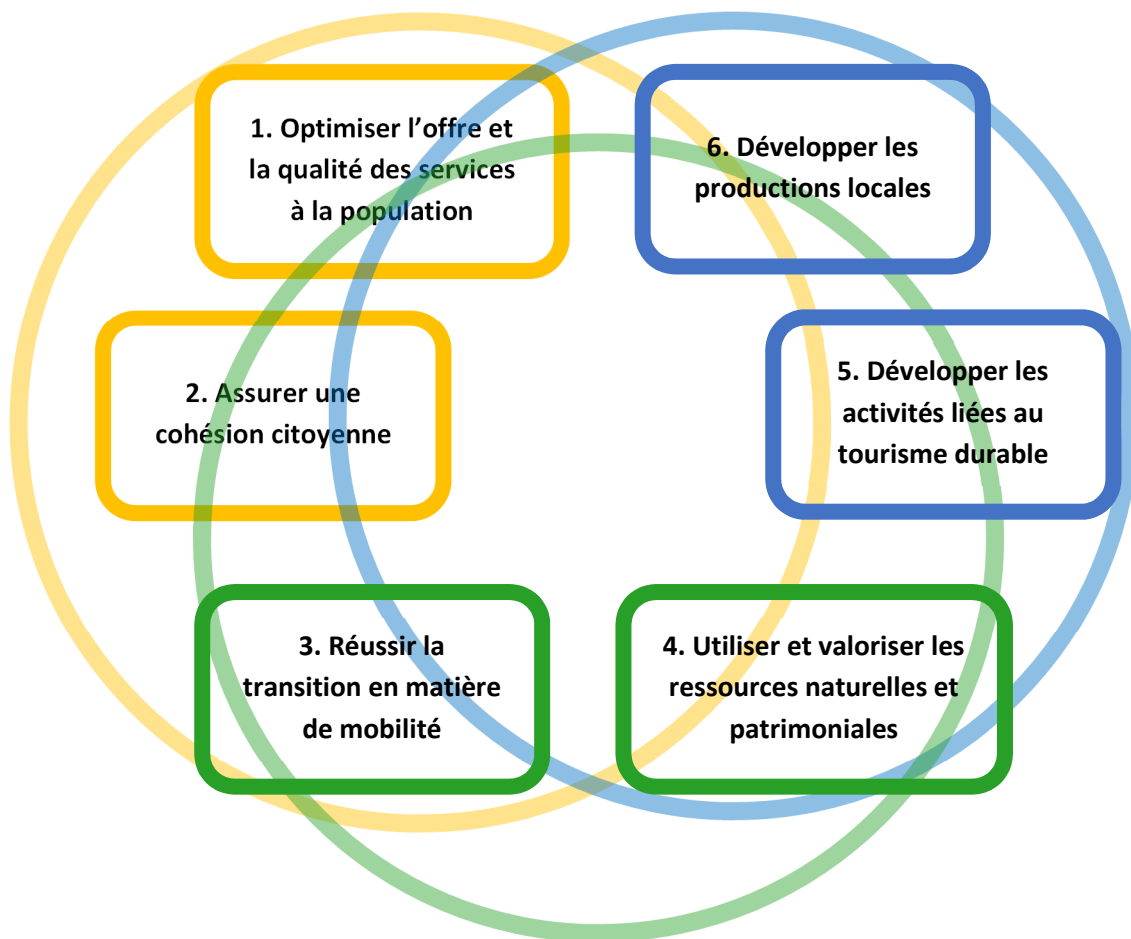 1. Optimiser l’offre et
la qualité des services
à la population
2. Assurer une
cohésion citoyenne
3. Réussir la
transition en matière
de mobilité
4. Utiliser et valoriser les
ressources naturelles et
patrimoniales
5. Développer les
activités liées au
tourisme durable
6. Développer les
productions locales